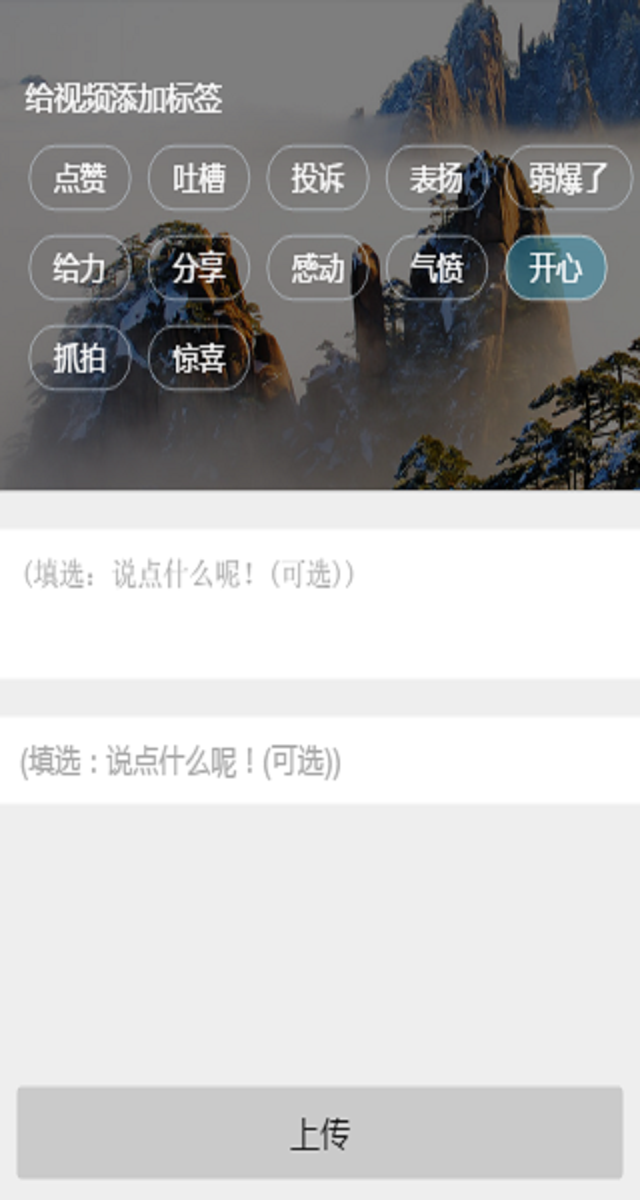 给视频添加标签
点赞 吐槽 投诉 表扬 弱爆了
给力 分享 感动 气愤 开心
抓拍 惊喜
(填选：说点什么呢！(可选))
(填选：说点什么呢！(可选))
上传